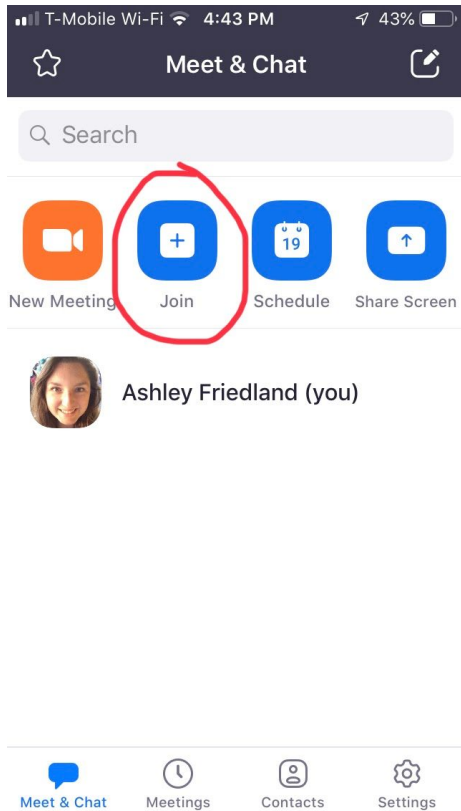 T-Mobile Wi-Fi 4:43 PM 43%
Meet & Chat
Search
19
New Meeting Join Schedule Share Screen
Ashley Friedland (you)
Meet & Chat Meetings Contacts Settings